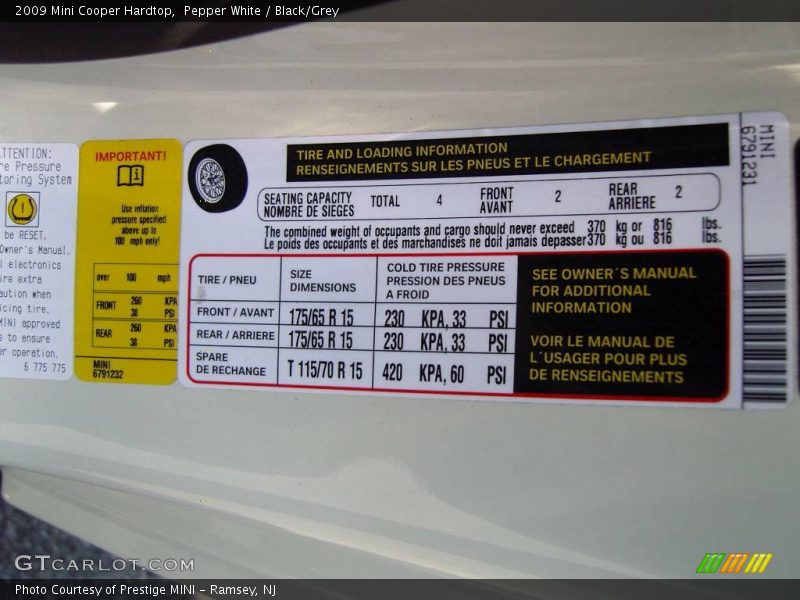 2009 Mini Cooper Hardtop, Pepper White / Black/Grey
TTENTION:
re Pressure
toring System
be RESET.
Owner's Manual.
l electronics
ire extra
aution when
icing tire.
MINI approved
s to ensure
er operation.
6 775 775
IMPORTANT!
Use inflation
pressure specified
above up to
100 mph only!
over 100 mph
FRONT 260 KPA
38 PSI
REAR 260 KPA
38 PSI
MINI
6791232
TIRE AND LOADING INFORMATION
RENSEIGNEMENTS SUR LES PNEUS ET LE CHARGEMENT
SEATING CAPACITY
NOMBRE DE SIEGES
TOTAL 4
FRONT
AVANT
2
REAR
ARRIERE
2
The combined weight of occupants and cargo should never exceed 370 kg or 816 lbs.
Le poids des occupants et des marchandises ne doit jamais depasser370 kg ou 816 lbs.
TIRE / PNEU
SIZE
DIMENSIONS
COLD TIRE PRESSURE
PRESSION DES PNEUS
A FROID
FRONT / AVANT 175/65 R 15 230 KPA, 33 PSI
REAR / ARRIERE 175/65 R 15 230 KPA, 33 PSI
SPARE
DE RECHANGE
T 115/70 R 15 420 KPA, 60 PSI
SEE OWNER´S MANUAL
FOR ADDITIONAL
INFORMATION
VOIR LE MANUAL DE
L´USAGER POUR PLUS
DE RENSEIGNEMENTS
MINI
6791231
GTCARLOT.COM
Photo Courtesy of Prestige MINI – Ramsey, NJ